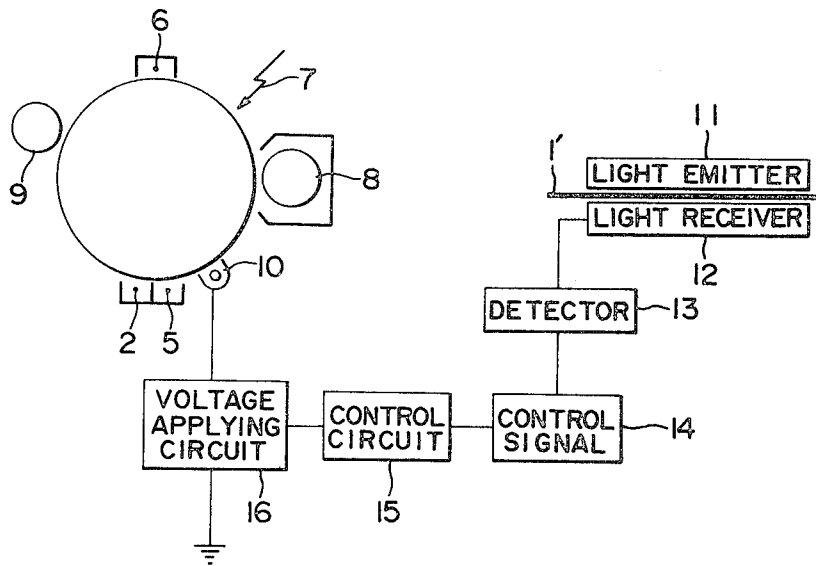 6
7
9
8
10
2 5
1'
11
LIGHT EMITTER
LIGHT RECEIVER
12
DETECTOR
13
VOLTAGE
APPLYING
CIRCUIT
16
CONTROL
CIRCUIT
15
CONTROL
SIGNAL
14